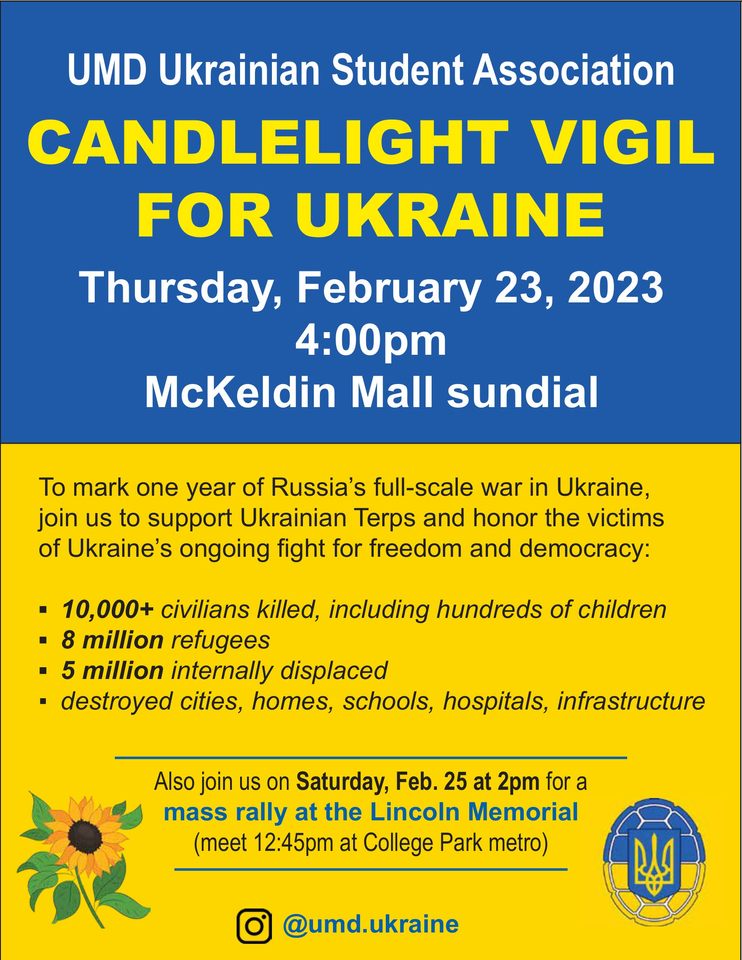 UMD Ukrainian Student Association
CANDLELIGHT VIGIL
FOR UKRAINE
Thursday, February 23, 2023
4:00pm
McKeldin Mall sundial
To mark one year of Russia’s full-scale war in Ukraine,
join us to support Ukrainian Terps and honor the victims
of Ukraine’s ongoing fight for freedom and democracy:
▪ 10,000+ civilians killed, including hundreds of children
▪ 8 million refugees
▪ 5 million internally displaced
▪ destroyed cities, homes, schools, hospitals, infrastructure
Also join us on Saturday, Feb. 25 at 2pm for a
mass rally at the Lincoln Memorial
(meet 12:45pm at College Park metro)
@umd.ukraine